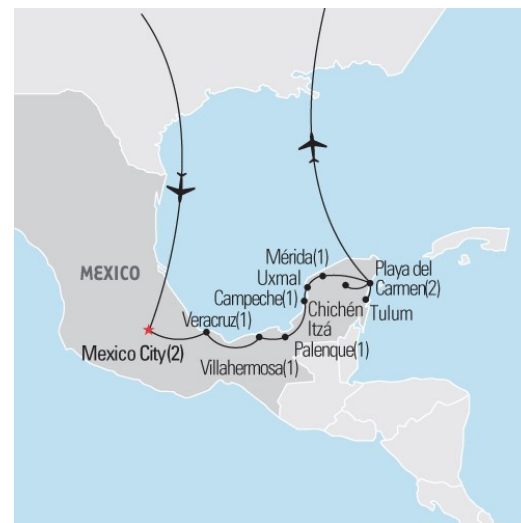 Mérida(1)
Uxmal
Campeche(1)
Playa del
Carmen(2)
MEXICO
Chichén
Itzá
Tulum
Veracruz(1)
Mexico City(2)
Palenque(1)
Villahermosa(1)